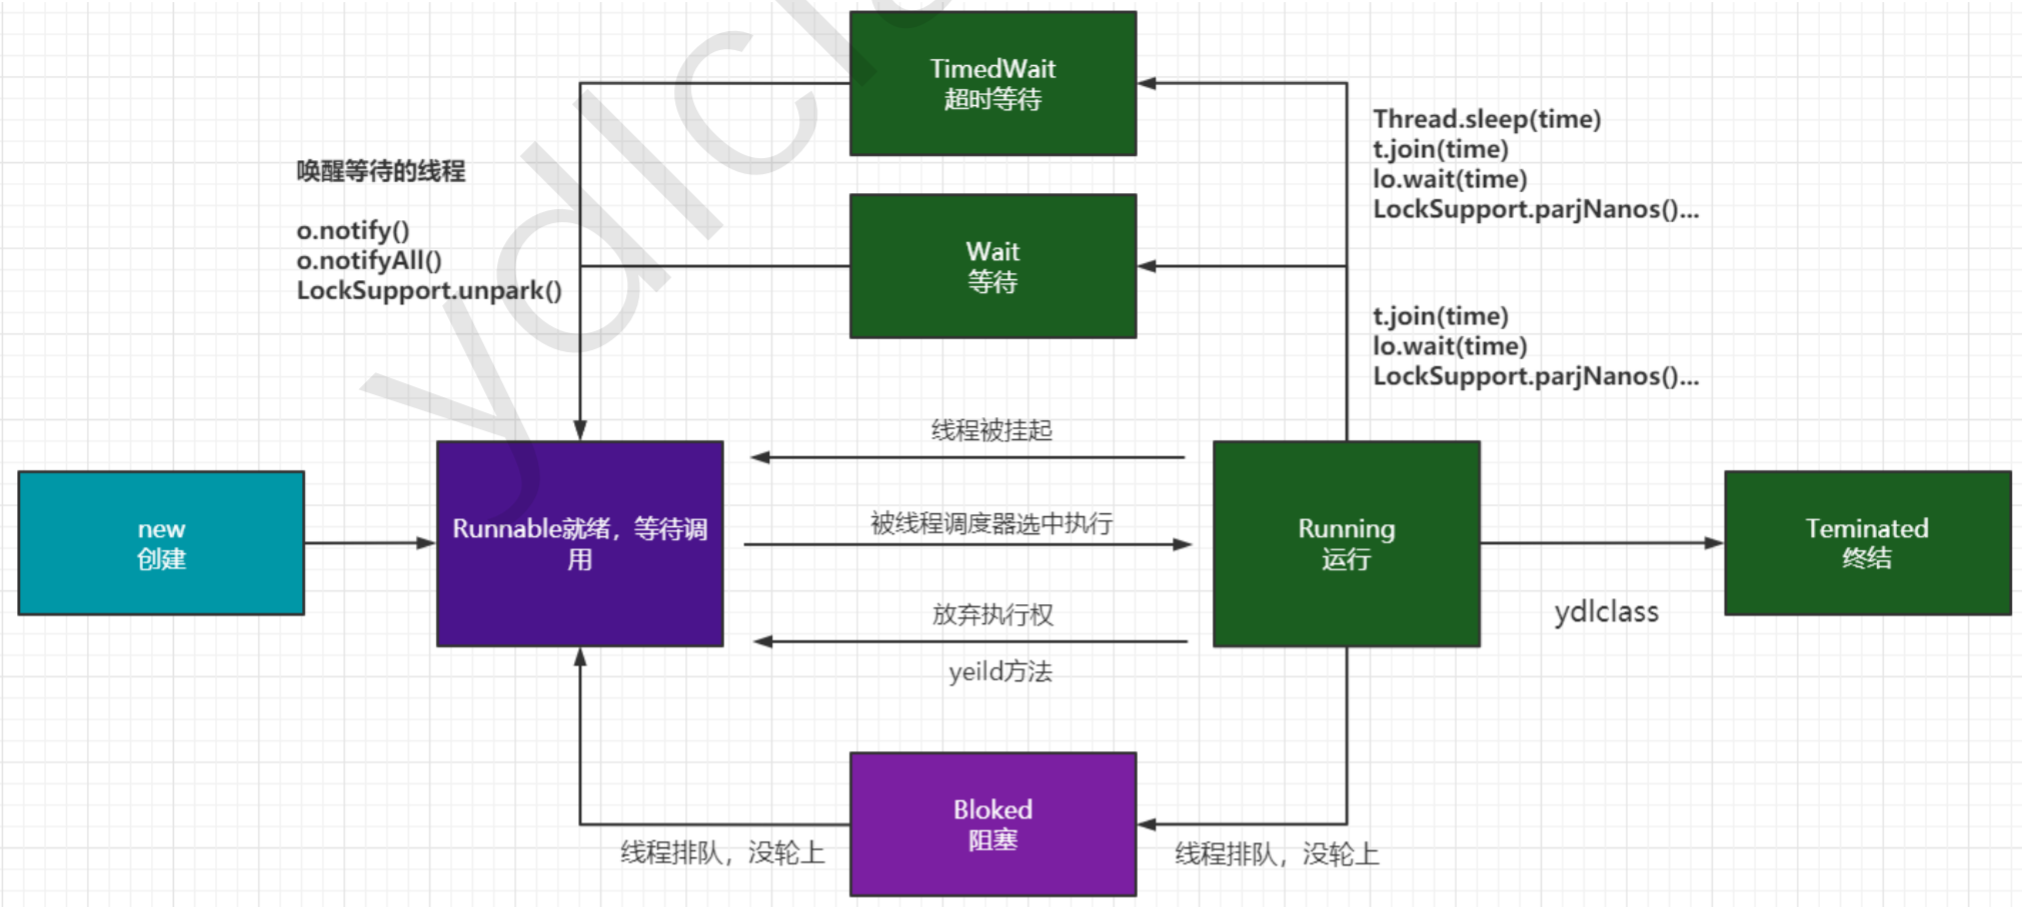 TimedWait
超时等待
Thread.sleep(time)
t.join(time)
lo.wait(time)
LockSupport.parjNanos()...
唤醒等待的线程
o.notify()
o.notifyAll()
LockSupport.unpark()
Wait
等待
t.join(time)
lo.wait(time)
LockSupport.parjNanos()...
线程被挂起
new
创建
Runnable就绪，等待调
用
被线程调度器选中执行
Running
运行
Teminated
终结
放弃执行权
yeild方法
ydlclass
Bloked
阻塞
线程排队，没轮上
线程排队，没轮上
ydlcla